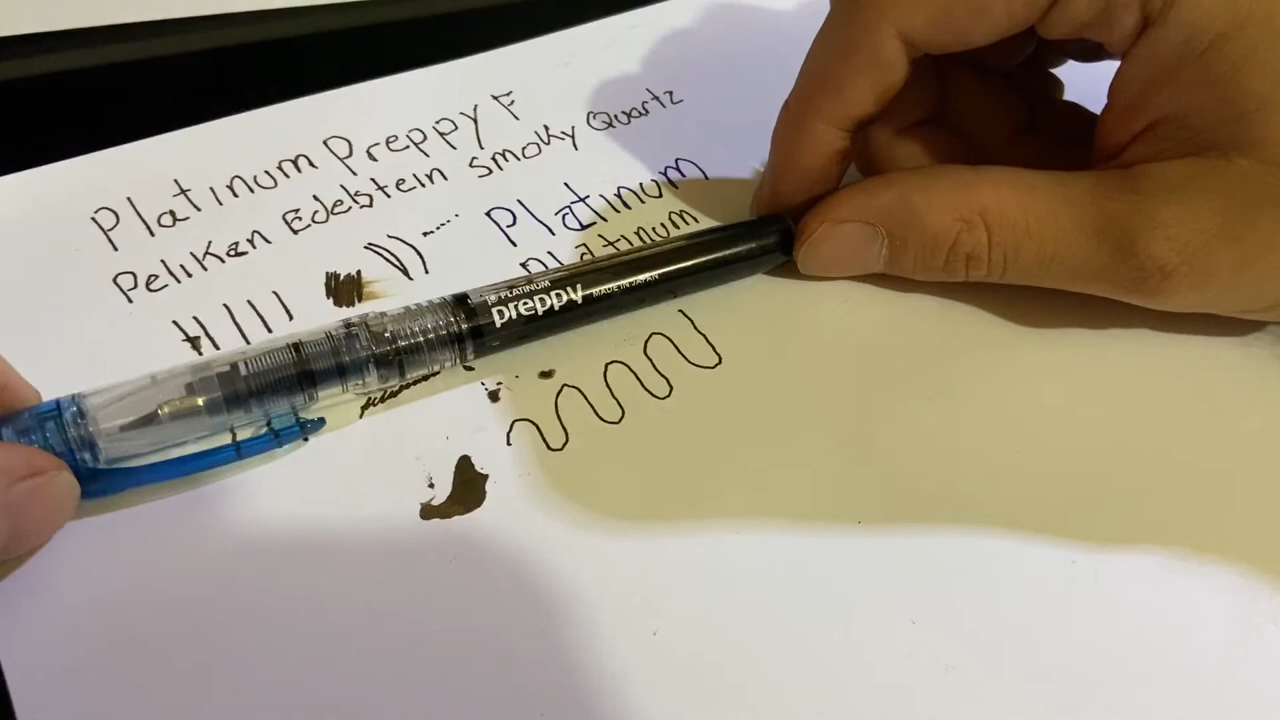 Platinum Preppy F
Pelikan Edelstein Smoky Quartz
Platinum
Platinum
PLATINUM
preppy MADE IN JAPAN